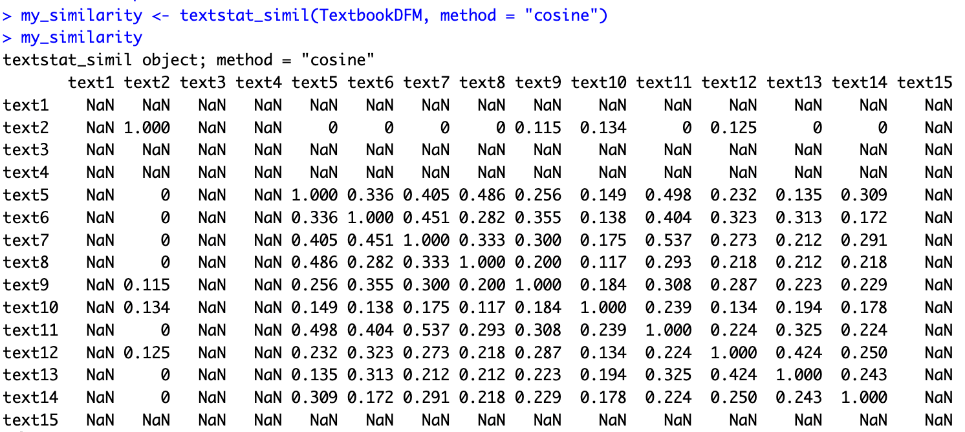 > my_similarity <- textstat_simil(TextbookDFM, method = "cosine")
> my_similarity
textstat_simil object; method = "cosine"
text1 text2 text3 text4 text5 text6 text7 text8 text9 text10 text11 text12 text13 text14 text15
text1 NaN NaN NaN NaN NaN NaN NaN NaN NaN NaN NaN NaN NaN NaN NaN
text2 NaN 1.000 NaN NaN 0 0 0 0 0.115 0.134 0 0.125 0 0 NaN
text3 NaN NaN NaN NaN NaN NaN NaN NaN NaN NaN NaN NaN NaN NaN NaN
text4 NaN NaN NaN NaN NaN NaN NaN NaN NaN NaN NaN NaN NaN NaN NaN
text5 NaN 0 NaN NaN 1.000 0.336 0.405 0.486 0.256 0.149 0.498 0.232 0.135 0.309 NaN
text6 NaN 0 NaN NaN 0.336 1.000 0.451 0.282 0.355 0.138 0.404 0.323 0.313 0.172 NaN
text7 NaN 0 NaN NaN 0.405 0.451 1.000 0.333 0.300 0.175 0.537 0.273 0.212 0.291 NaN
text8 NaN 0 NaN NaN 0.486 0.282 0.333 1.000 0.200 0.117 0.293 0.218 0.212 0.218 NaN
text9 NaN 0.115 NaN NaN 0.256 0.355 0.300 0.200 1.000 0.184 0.308 0.287 0.223 0.229 NaN
text10 NaN 0.134 NaN NaN 0.149 0.138 0.175 0.117 0.184 1.000 0.239 0.134 0.194 0.178 NaN
text11 NaN 0 NaN NaN 0.498 0.404 0.537 0.293 0.308 0.239 1.000 0.224 0.325 0.224 NaN
text12 NaN 0.125 NaN NaN 0.232 0.323 0.273 0.218 0.287 0.134 0.224 1.000 0.424 0.250 NaN
text13 NaN 0 NaN NaN 0.135 0.313 0.212 0.212 0.223 0.194 0.325 0.424 1.000 0.243 NaN
text14 NaN 0 NaN NaN 0.309 0.172 0.291 0.218 0.229 0.178 0.224 0.250 0.243 1.000 NaN
text15 NaN NaN NaN NaN NaN NaN NaN NaN NaN NaN NaN NaN NaN NaN NaN